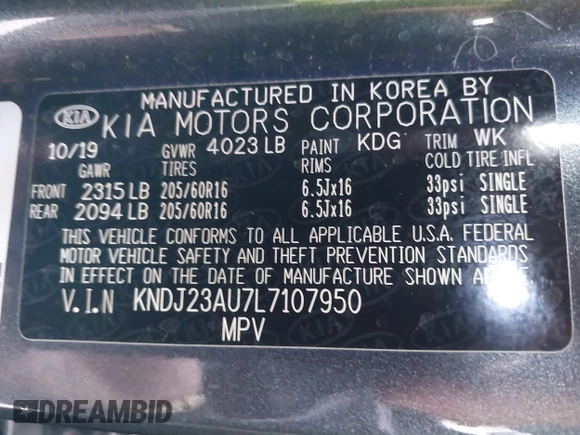 MANUFACTURED IN KOREA BY
KIA KIA MOTORS CORPORATION
10/19 GVWR 4023 LB PAINT KDG TRIM WK
GAWR TIRES RIMS COLD TIRE INFL
FRONT 2315 LB 205/60R16 6.5Jx16 33psi SINGLE
REAR 2094 LB 205/60R16 6.5Jx16 33psi SINGLE
THIS VEHICLE CONFORMS TO ALL APPLICABLE U.S.A. FEDERAL
MOTOR VEHICLE SAFETY AND THEFT PREVENTION STANDARDS
IN EFFECT ON THE DATE OF MANUFACTURE SHOWN ABOVE.
V.I.N KNDJ23AU7L7107950
MPV
DREAMBID